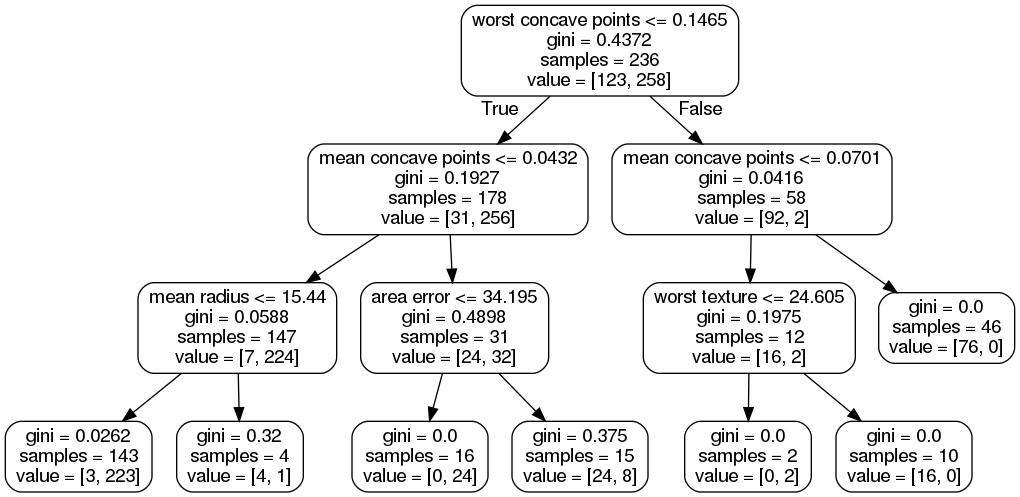 worst concave points <= 0.1465
gini = 0.4372
samples = 236
value = [123, 258]
True
False
mean concave points <= 0.0432
gini = 0.1927
samples = 178
value = [31, 256]
mean concave points <= 0.0701
gini = 0.0416
samples = 58
value = [92, 2]
mean radius <= 15.44
gini = 0.0588
samples = 147
value = [7, 224]
area error <= 34.195
gini = 0.4898
samples = 31
value = [24, 32]
worst texture <= 24.605
gini = 0.1975
samples = 12
value = [16, 2]
gini = 0.0
samples = 46
value = [76, 0]
gini = 0.0262
samples = 143
value = [3, 223]
gini = 0.32
samples = 4
value = [4, 1]
gini = 0.0
samples = 16
value = [0, 24]
gini = 0.375
samples = 15
value = [24, 8]
gini = 0.0
samples = 2
value = [0, 2]
gini = 0.0
samples = 10
value = [16, 0]